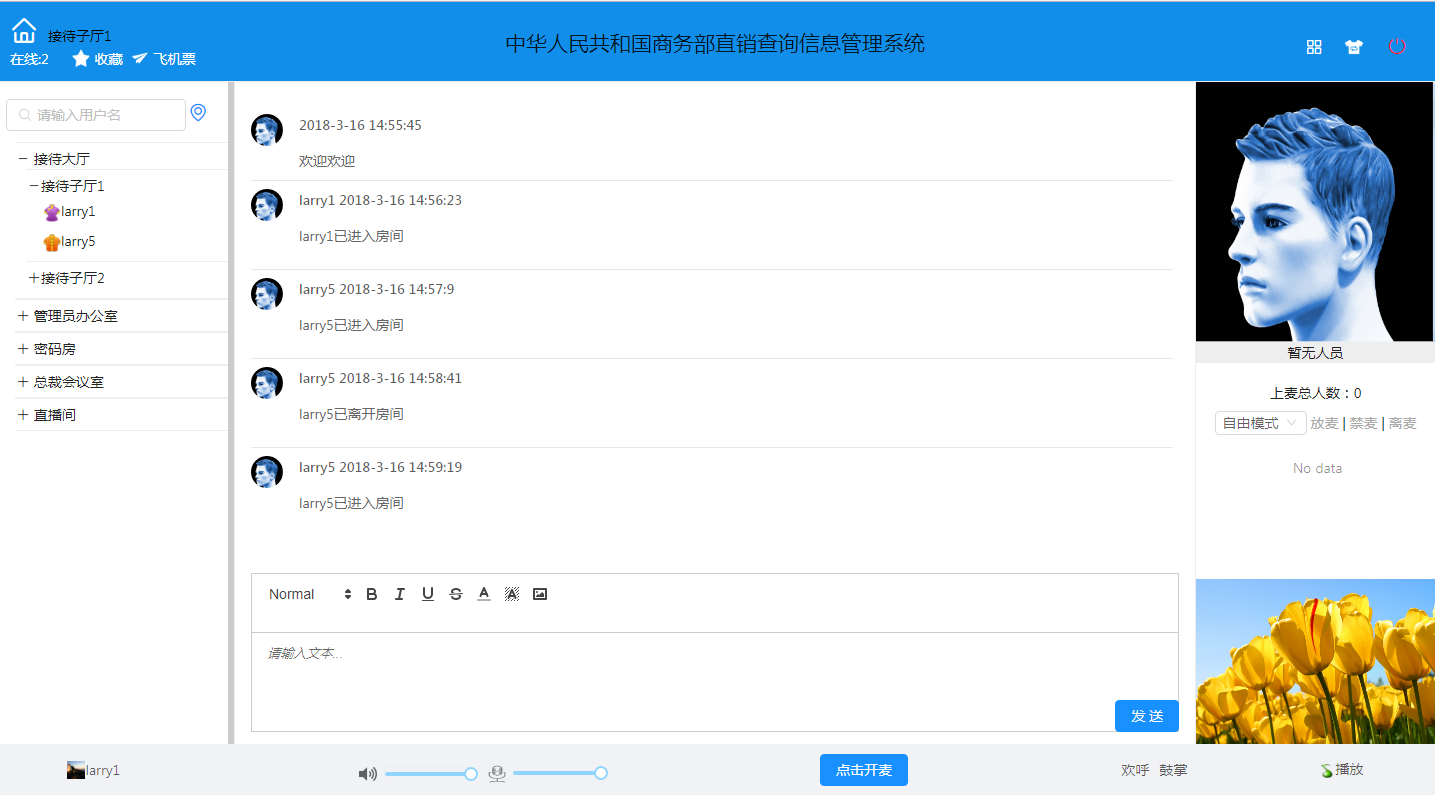 接待子厅1
在线:2 收藏 飞机票
中华人民共和国商务部直销查询信息管理系统
请输入用户名
接待大厅
接待子厅1
larry1
larry5
接待子厅2
管理员办公室
密码房
总裁会议室
直播间
2018-3-16 14:55:45
欢迎欢迎
larry1 2018-3-16 14:56:23
larry1已进入房间
larry5 2018-3-16 14:57:9
larry5已进入房间
larry5 2018-3-16 14:58:41
larry5已离开房间
larry5 2018-3-16 14:59:19
larry5已进入房间
Normal B I U S A A
请输入文本...
发 送
暂无人员
上麦总人数：0
自由模式 放麦 | 禁麦 | 离麦
No data
larry1
点击开麦
欢呼 鼓掌
播放